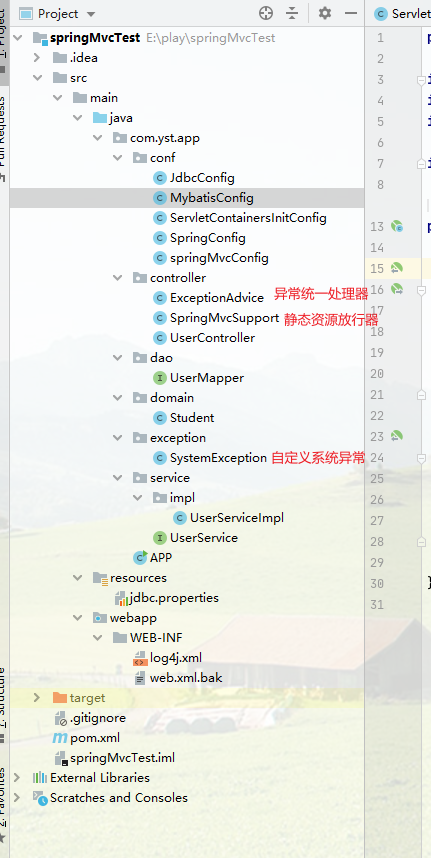 1: Project
Pull Requests
7: Structure
2: Favorites
Project
Servlet
springMvcTest E:\play\springMvcTest
.idea
src
main
java
com.yst.app
conf
JdbcConfig
MybatisConfig
ServletContainersInitConfig
SpringConfig
springMvcConfig
controller
ExceptionAdvice 异常统一处理器
SpringMvcSupport 静态资源放行器
UserController
dao
UserMapper
domain
Student
exception
SystemException 自定义系统异常
service
impl
UserServiceImpl
UserService
APP
resources
jdbc.properties
webapp
WEB-INF
log4j.xml
web.xml.bak
target
.gitignore
pom.xml
springMvcTest.iml
External Libraries
Scratches and Consoles
1
2
3
4
5
6
7
8
13
14
15
16
17
18
19
20
21
22
23
24
25
26
27
28
29
30
31